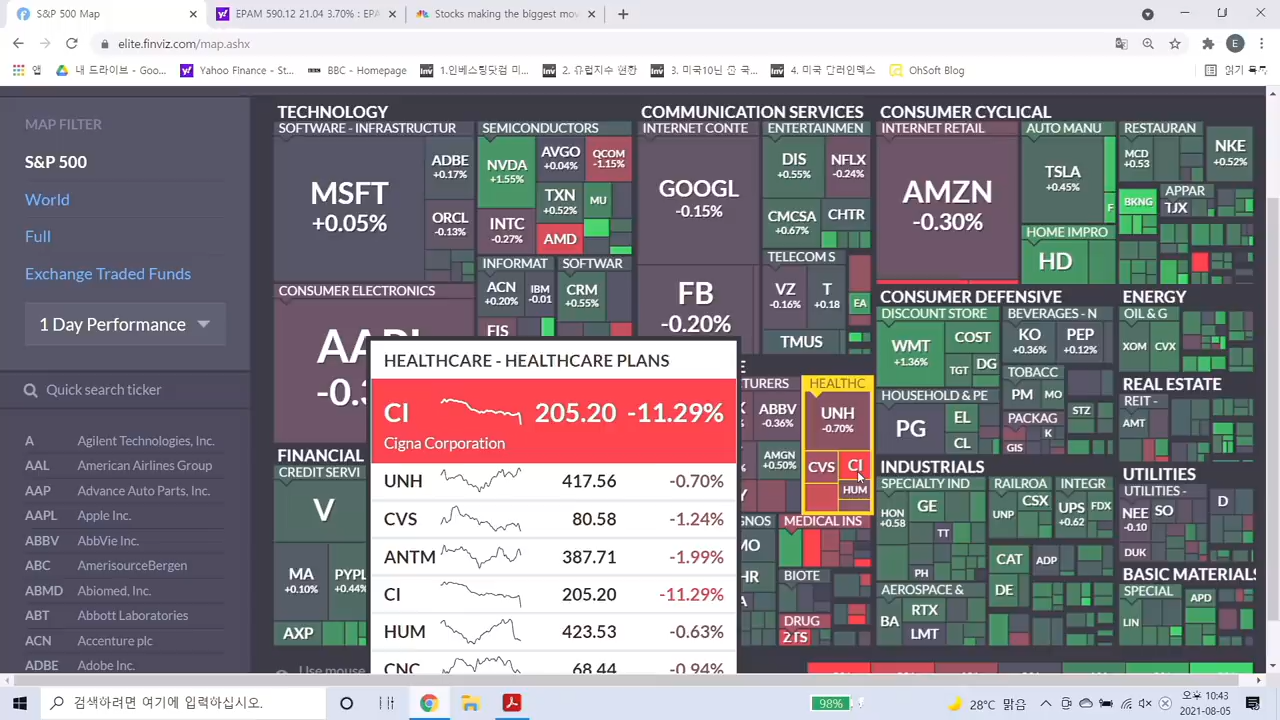 S&P 500 Map
EPAM 590.12 21.04 3.70% : EPA
Stocks making the biggest mov
elite.finviz.com/map.ashx
앱
내 드라이브 - Goo...
Yahoo Finance - St...
BBC - Homepage
1.인베스팅닷컴 미...
2. 유럽지수 현황
3. 미국10년 물 국...
4. 미국 달러인덱스
OhSoft Blog
읽기 목록
MAP FILTER
S&P 500
World
Full
Exchange Traded Funds
1 Day Performance
Quick search ticker
A Agilent Technologies, Inc.
AAL American Airlines Group
AAP Advance Auto Parts, Inc.
AAPL Apple Inc.
ABBV AbbVie Inc.
ABC AmerisourceBergen
ABMD Abiomed, Inc.
ABT Abbott Laboratories
ACN Accenture plc
ADBE Adobe Inc.
TECHNOLOGY
SOFTWARE - INFRASTRUCTUR
MSFT
+0.05%
ADBE
+0.17%
ORCL
-0.13%
SEMICONDUCTORS
NVDA
+1.55%
AVGO
+0.04%
QCOM
-1.15%
TXN
+0.52%
MU
INTC
-0.27%
AMD
CONSUMER ELECTRONICS
INFORMAT
ACN
+0.20%
IBM
-0.01
FIS
SOFTWAR
CRM
+0.55%
COMMUNICATION SERVICES
INTERNET CONTE
GOOGL
-0.15%
FB
-0.20%
ENTERTAINMEN
DIS
+0.55%
NFLX
-0.24%
CMCSA
+0.67%
CHTR
TELECOM S
VZ
-0.16%
T
+0.18
EA
TMUS
CONSUMER CYCLICAL
INTERNET RETAIL
AMZN
-0.30%
AUTO MANU
TSLA
+0.45%
F
HOME IMPRO
HD
RESTAURAN
MCD
+0.53
NKE
+0.52%
BKNG
APPAR
TJX
CONSUMER DEFENSIVE
DISCOUNT STORE
WMT
+1.36%
COST
TGT
DG
BEVERAGES - N
KO
+0.36%
PEP
+0.12%
TOBACC
PM
MO
STZ
HOUSEHOLD & PE
PG
EL
CL
PACKAG
GIS
K
ENERGY
OIL & G
XOM
CVX
REAL ESTATE
REIT -
AMT
FINANCIAL
CREDIT SERVI
V
MA
+0.10%
PYPL
+0.44%
AXP
HEALTHCARE - HEALTHCARE PLANS
CI 205.20 -11.29%
Cigna Corporation
UNH 417.56 -0.70%
CVS 80.58 -1.24%
ANTM 387.71 -1.99%
CI 205.20 -11.29%
HUM 423.53 -0.63%
CNC 68.44 -0.94%
TURERS
ABBV
-0.36%
AMGN
+0.50%
HEALTHC
UNH
-0.70%
CVS
CI
HUM
MEDICAL INS
BIOTE
DRUG
INDUSTRIALS
SPECIALTY IND
HON
+0.58
GE
TT
PH
RAILROA
UNP
CSX
INTEGR
UPS
+0.62
FDX
CAT
ADP
DE
AEROSPACE &
BA
RTX
LMT
UTILITIES
UTILITIES -
NEE
-0.10
SO
D
DUK
BASIC MATERIALS
SPECIAL
LIN
APD
Use mouse
검색하려면 여기에 입력하십시오.
98%
28°C 맑음
오후 10:43
2021-08-05